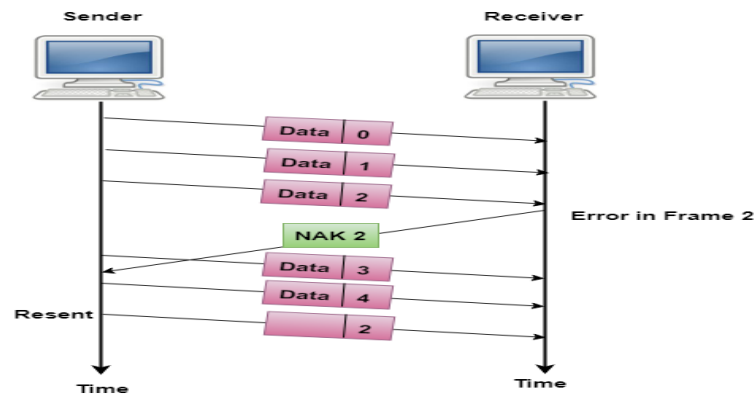 Sender
Receiver
Data 0
Data 1
Data 2
Error in Frame 2
NAK 2
Data 3
Data 4
Resent
2
Time
Time